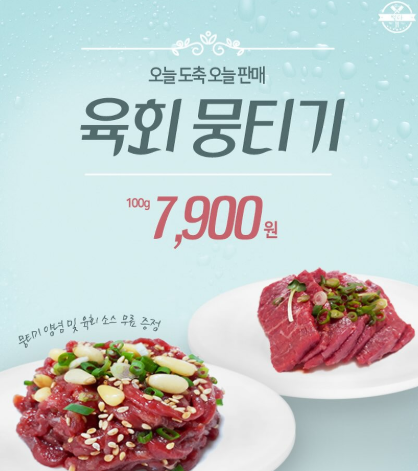 오늘 도축 오늘 판매
육회 뭉티기
100g 7,900원
뭉티기 양념 및 육회 소스 무료 증정